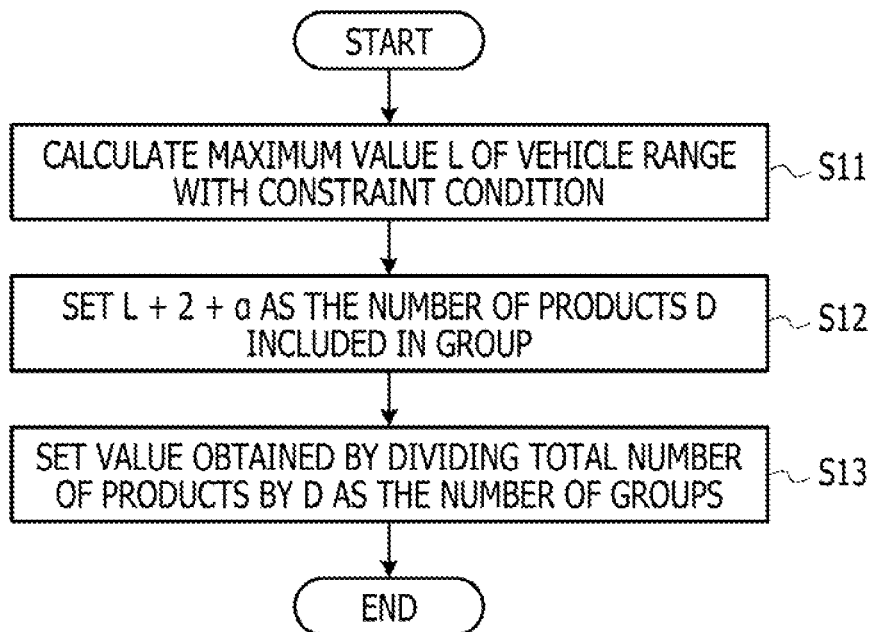 START
CALCULATE MAXIMUM VALUE L OF VEHICLE RANGE
WITH CONSTRAINT CONDITION
S11
SET L + 2 + α AS THE NUMBER OF PRODUCTS D
INCLUDED IN GROUP
S12
SET VALUE OBTAINED BY DIVIDING TOTAL NUMBER
OF PRODUCTS BY D AS THE NUMBER OF GROUPS
S13
END